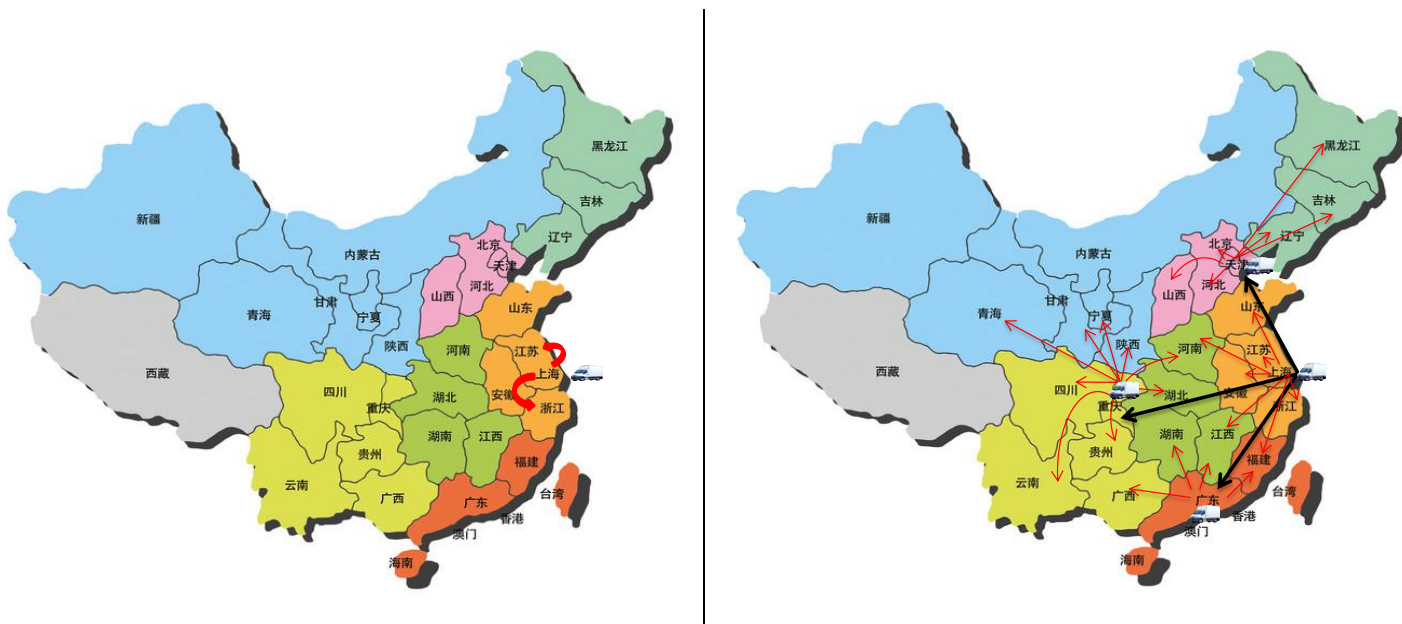 黑龙江
吉林
辽宁
新疆
内蒙古
北京
天津
河北
山西
山东
青海
甘肃
宁夏
陕西
河南
江苏
上海
安徽
浙江
西藏
四川
重庆
湖北
湖南
江西
贵州
福建
云南
广西
广东
台湾
香港
澳门
海南
黑龙江
吉林
辽宁
新疆
内蒙古
北京
天津
河北
山西
山东
青海
甘肃
宁夏
陕西
河南
江苏
上海
安徽
浙江
西藏
四川
重庆
湖北
湖南
江西
贵州
福建
云南
广西
广东
台湾
香港
澳门
海南